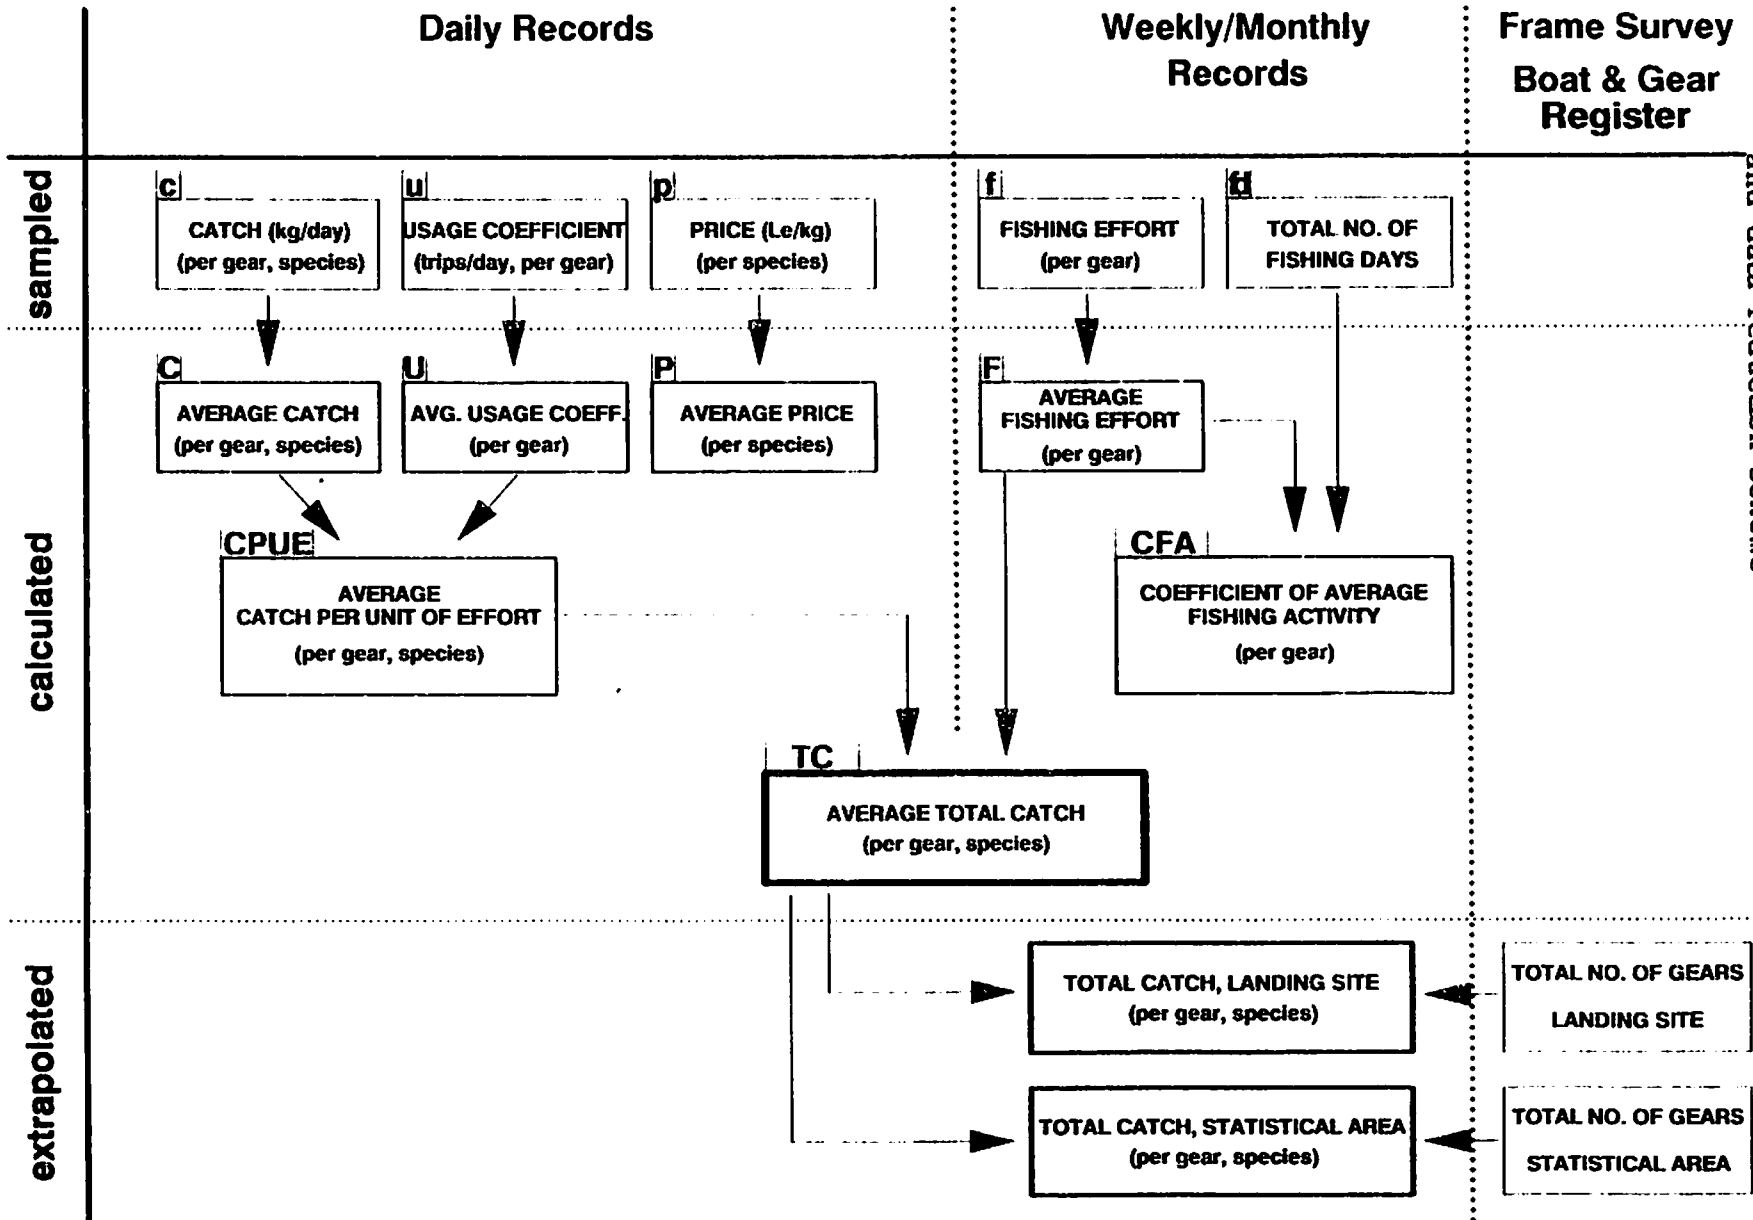 Daily Records
Weekly/Monthly
Records
Frame Survey
Boat & Gear
Register
sampled
c
CATCH (kg/day)
(per gear, species)
u
USAGE COEFFICIENT
(trips/day, per gear)
p
PRICE (Le/kg)
(per species)
f
FISHING EFFORT
(per gear)
fd
TOTAL NO. OF
FISHING DAYS
calculated
C
AVERAGE CATCH
(per gear, species)
U
AVG. USAGE COEFF.
(per gear)
P
AVERAGE PRICE
(per species)
F
AVERAGE
FISHING EFFORT
(per gear)
CPUE
AVERAGE
CATCH PER UNIT OF EFFORT
(per gear, species)
CFA
COEFFICIENT OF AVERAGE
FISHING ACTIVITY
(per gear)
TC
AVERAGE TOTAL CATCH
(per gear, species)
extrapolated
TOTAL CATCH, LANDING SITE
(per gear, species)
TOTAL NO. OF GEARS
LANDING SITE
TOTAL CATCH, STATISTICAL AREA
(per gear, species)
TOTAL NO. OF GEARS
STATISTICAL AREA